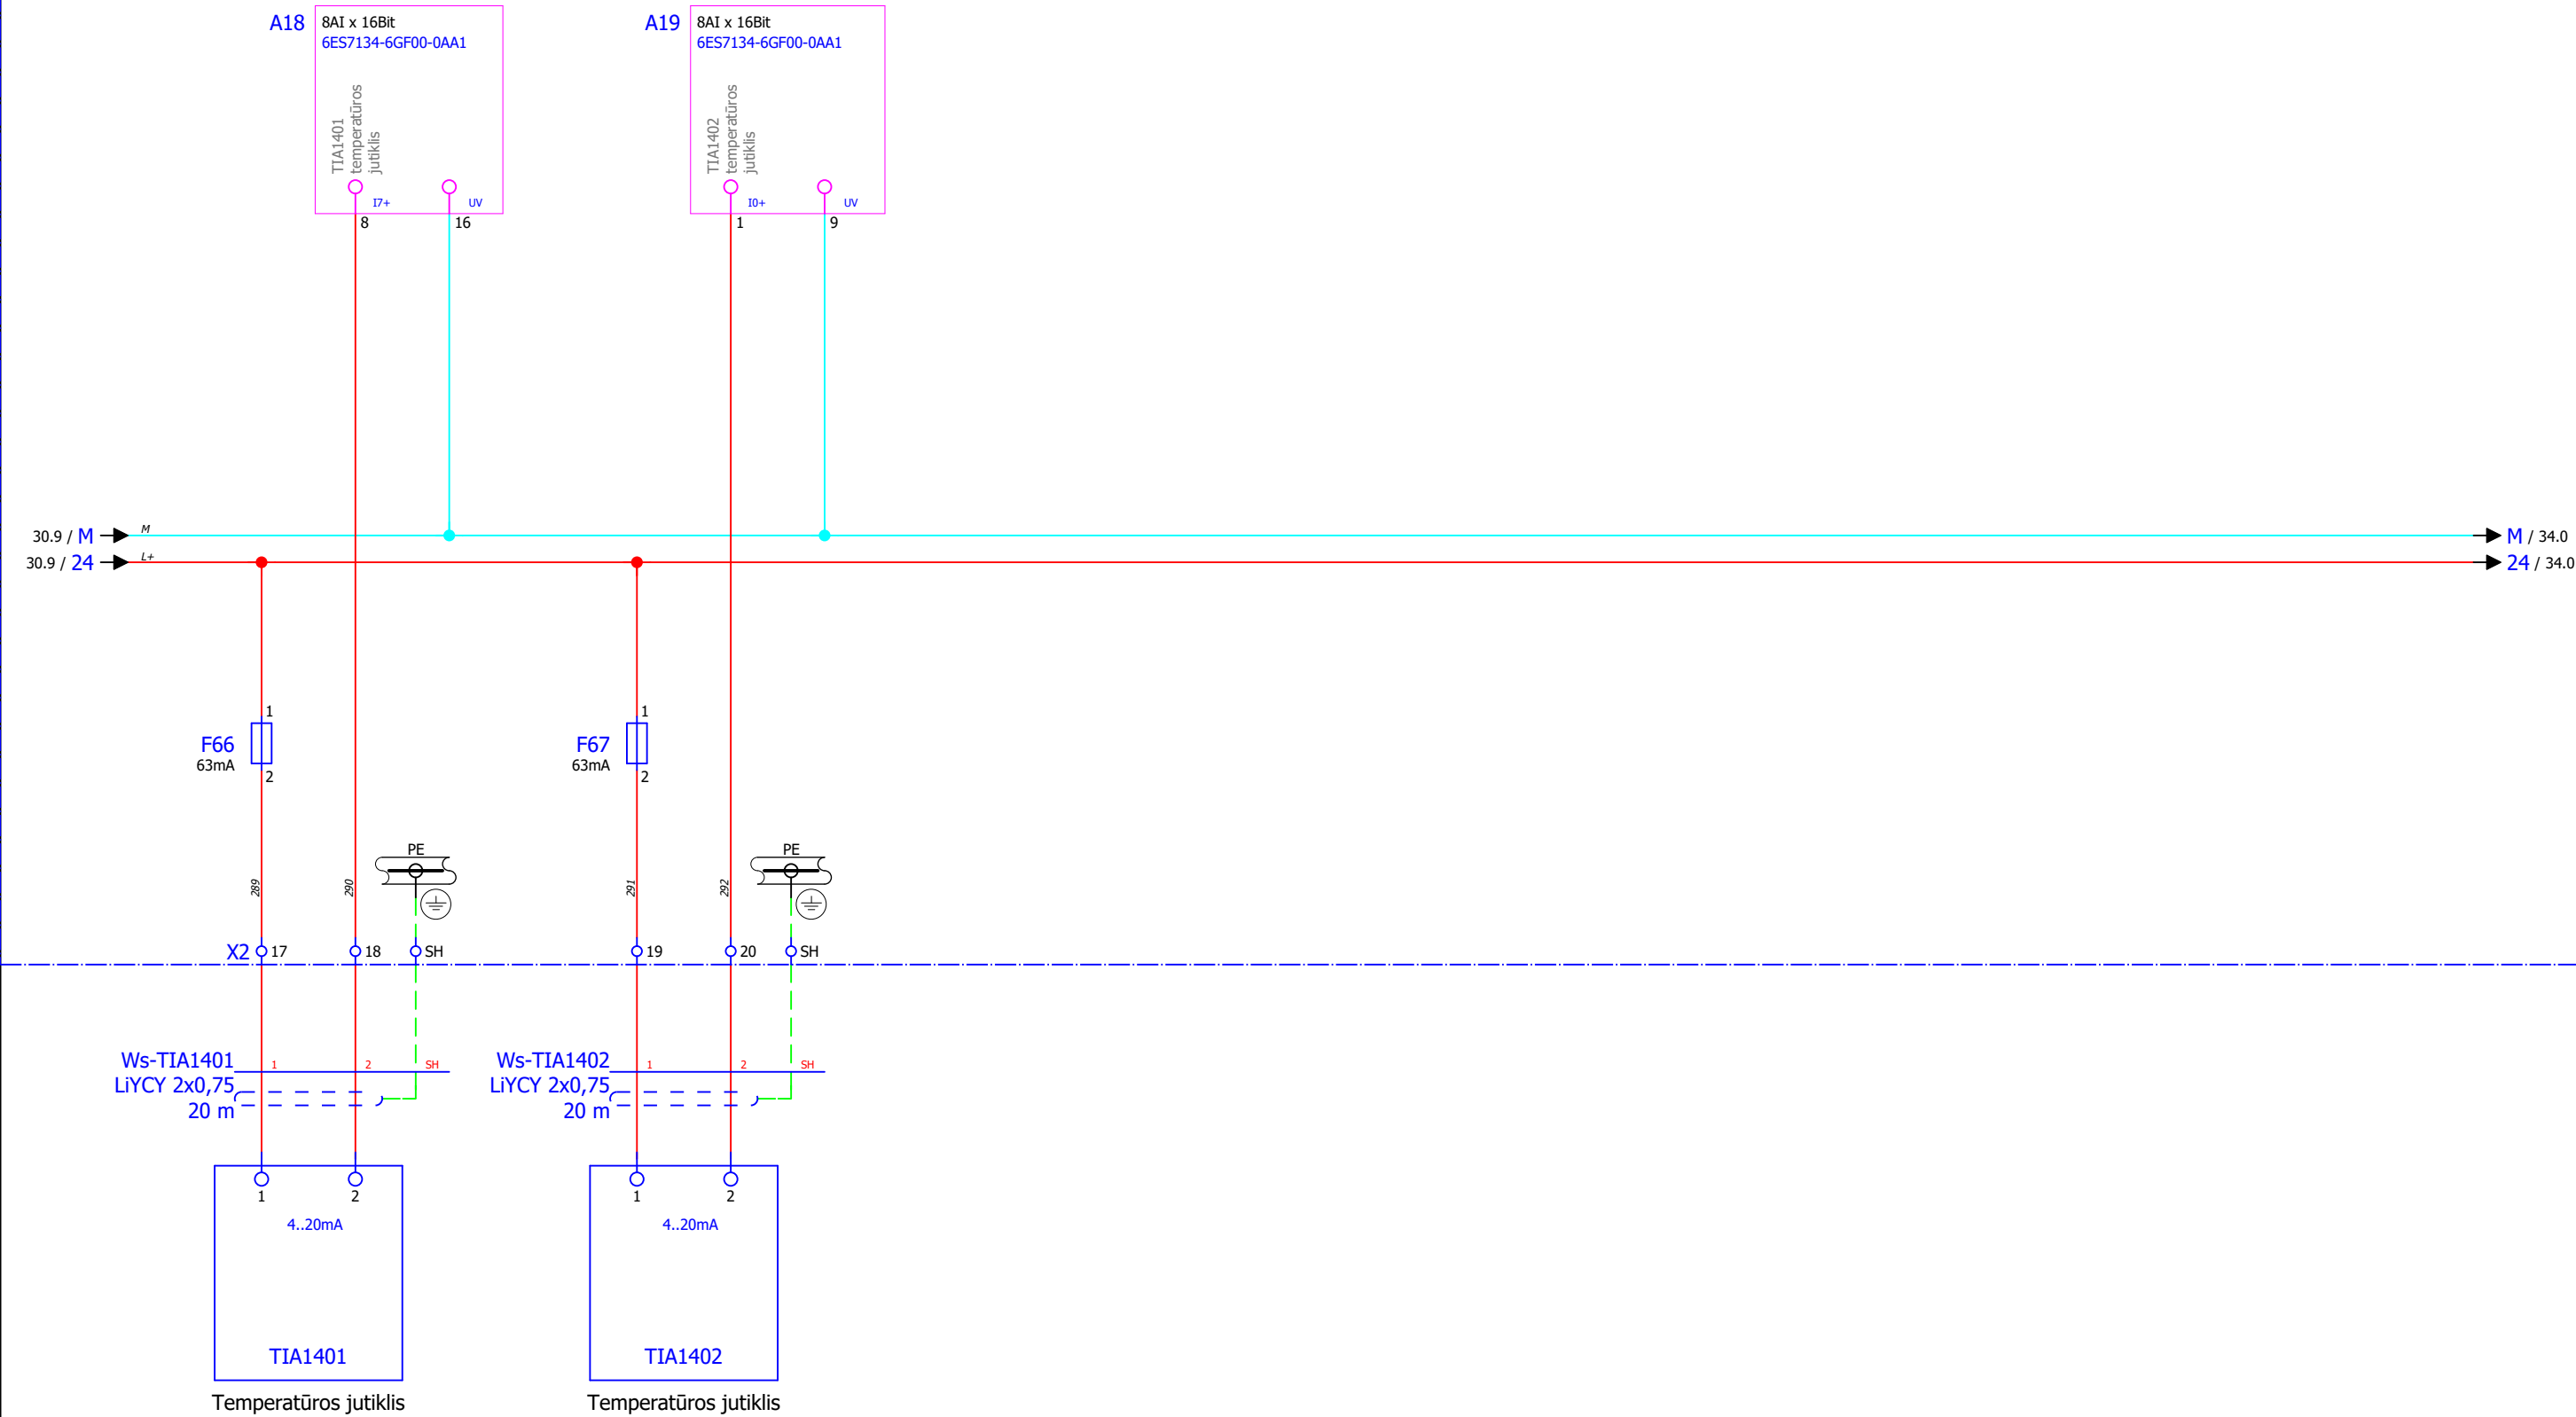 A18
8AI x 16Bit
6ES7134-6GF00-0AA1
TIA1401
temperatūros
jutiklis
I7+
UV
8
16
A19
8AI x 16Bit
6ES7134-6GF00-0AA1
TIA1402
temperatūros
jutiklis
I0+
UV
1
9
30.9 / M
M
M / 34.0
30.9 / 24
L+
24 / 34.0
1
F66
63mA
2
1
F67
63mA
2
PE
PE
289
290
291
292
X2
17
18
SH
19
20
SH
Ws-TIA1401
LiYCY 2x0,75
20 m
1
2
SH
Ws-TIA1402
LiYCY 2x0,75
20 m
1
2
SH
1
2
4..20mA
TIA1401
Temperatūros jutiklis
1
2
4..20mA
TIA1402
Temperatūros jutiklis